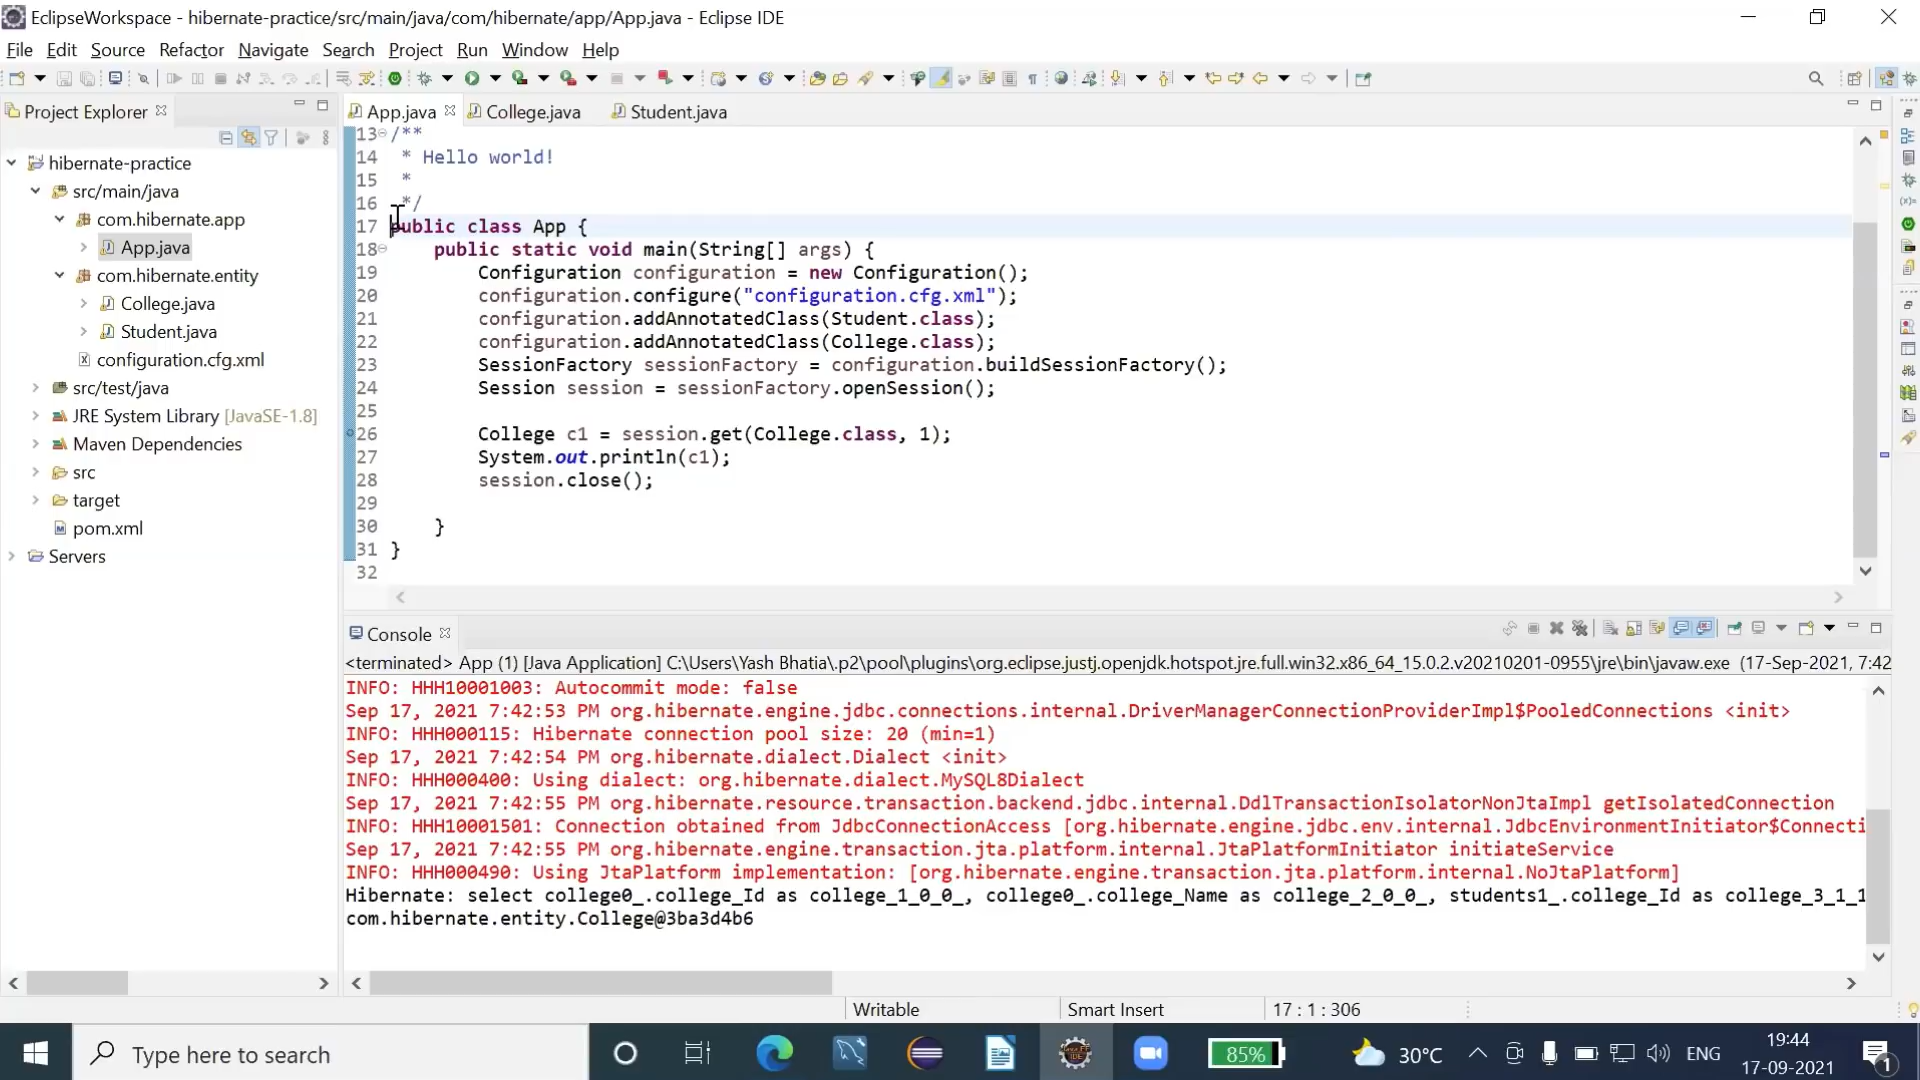 EclipseWorkspace - hibernate-practice/src/main/java/com/hibernate/app/App.java - Eclipse IDE
File Edit Source Refactor Navigate Search Project Run Window Help
Project Explorer
hibernate-practice
src/main/java
com.hibernate.app
App.java
com.hibernate.entity
College.java
Student.java
configuration.cfg.xml
src/test/java
JRE System Library [JavaSE-1.8]
Maven Dependencies
src
target
pom.xml
Servers
App.java College.java Student.java
13 /**
14 * Hello world!
15 *
16 */
17 public class App {
18 public static void main(String[] args) {
19 Configuration configuration = new Configuration();
20 configuration.configure("configuration.cfg.xml");
21 configuration.addAnnotatedClass(Student.class);
22 configuration.addAnnotatedClass(College.class);
23 SessionFactory sessionFactory = configuration.buildSessionFactory();
24 Session session = sessionFactory.openSession();
25
26 College c1 = session.get(College.class, 1);
27 System.out.println(c1);
28 session.close();
29
30 }
31 }
32
Console
<terminated> App (1) [Java Application] C:\Users\Yash Bhatia\.p2\pool\plugins\org.eclipse.justj.openjdk.hotspot.jre.full.win32.x86_64_15.0.2.v20210201-0955\jre\bin\javaw.exe (17-Sep-2021, 7:42
INFO: HHH10001003: Autocommit mode: false
Sep 17, 2021 7:42:53 PM org.hibernate.engine.jdbc.connections.internal.DriverManagerConnectionProviderImpl$PooledConnections <init>
INFO: HHH000115: Hibernate connection pool size: 20 (min=1)
Sep 17, 2021 7:42:54 PM org.hibernate.dialect.Dialect <init>
INFO: HHH000400: Using dialect: org.hibernate.dialect.MySQL8Dialect
Sep 17, 2021 7:42:55 PM org.hibernate.resource.transaction.backend.jdbc.internal.DdlTransactionIsolatorNonJtaImpl getIsolatedConnection
INFO: HHH10001501: Connection obtained from JdbcConnectionAccess [org.hibernate.engine.jdbc.env.internal.JdbcEnvironmentInitiator$Connecti
Sep 17, 2021 7:42:55 PM org.hibernate.engine.transaction.jta.platform.internal.JtaPlatformInitiator initiateService
INFO: HHH000490: Using JtaPlatform implementation: [org.hibernate.engine.transaction.jta.platform.internal.NoJtaPlatform]
Hibernate: select college0_.college_Id as college_1_0_0_, college0_.college_Name as college_2_0_0_, students1_.college_Id as college_3_1_1
com.hibernate.entity.College@3ba3d4b6
Writable Smart Insert 17 : 1 : 306
Type here to search
85%
30°C
ENG
19:44
17-09-2021
1